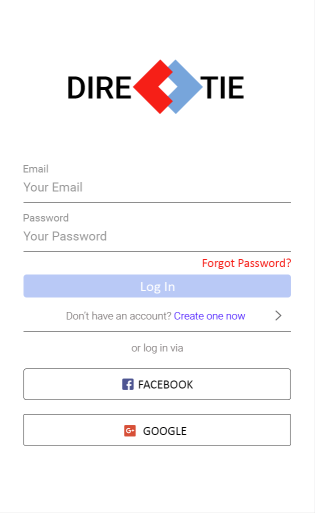 DIRE TIE
Email
Your Email
Password
Your Password
Forgot Password?
Log In
Don't have an account? Create one now
or log in via
FACEBOOK
GOOGLE